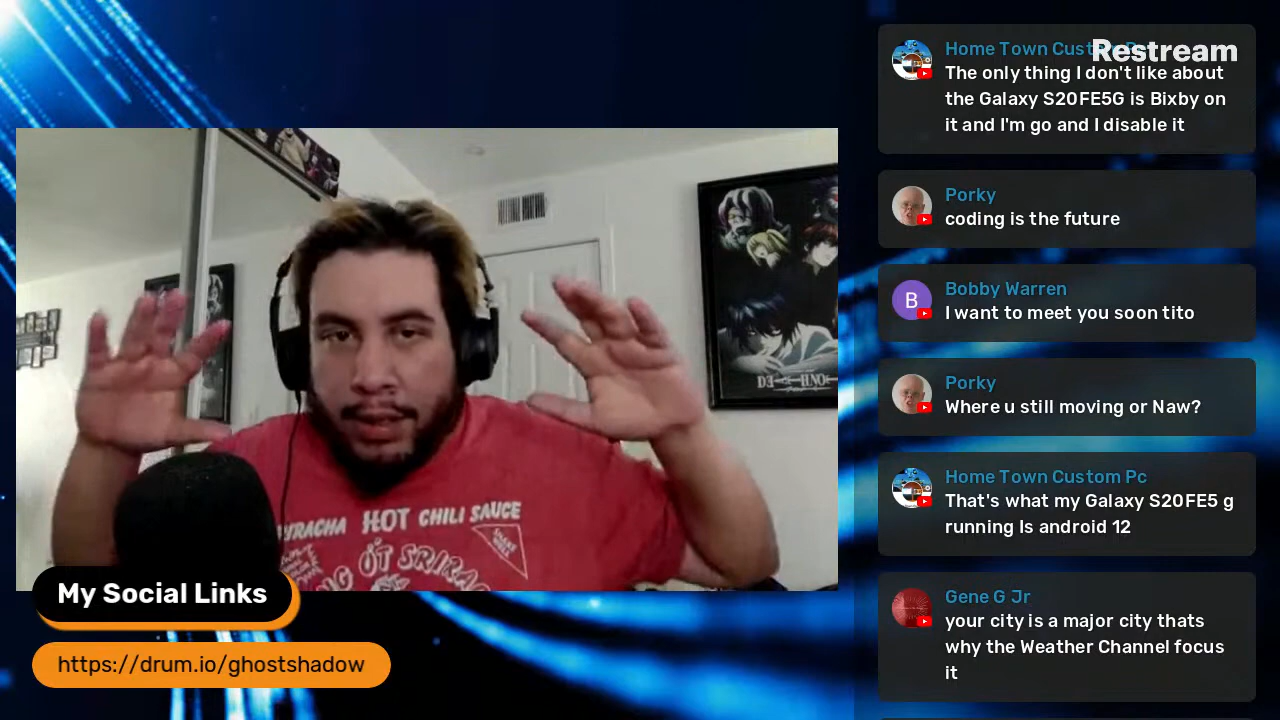 Restream
Home Town Custom Pc
The only thing I don't like about
the Galaxy S20FE5G is Bixby on
it and I'm go and I disable it
Porky
coding is the future
B
Bobby Warren
I want to meet you soon tito
Porky
Where u still moving or Naw?
Home Town Custom Pc
That's what my Galaxy S20FE5 g
running Is android 12
Gene G Jr
your city is a major city thats
why the Weather Channel focus
it
HOT CHILI SAUCE
My Social Links
https://drum.io/ghostshadow